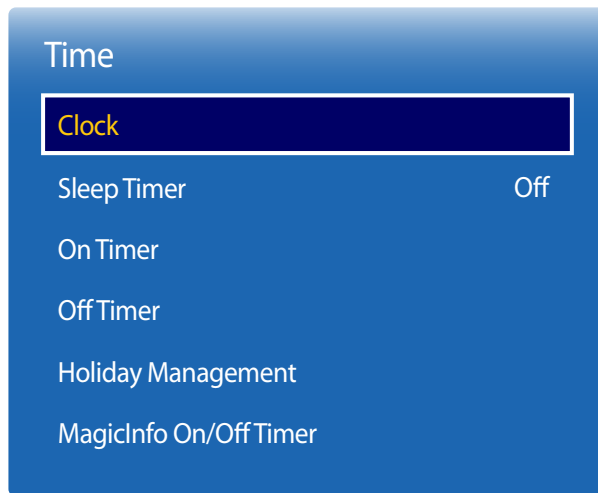 Time
Clock
Sleep Timer Off
On Timer
Off Timer
Holiday Management
MagicInfo On/Off Timer